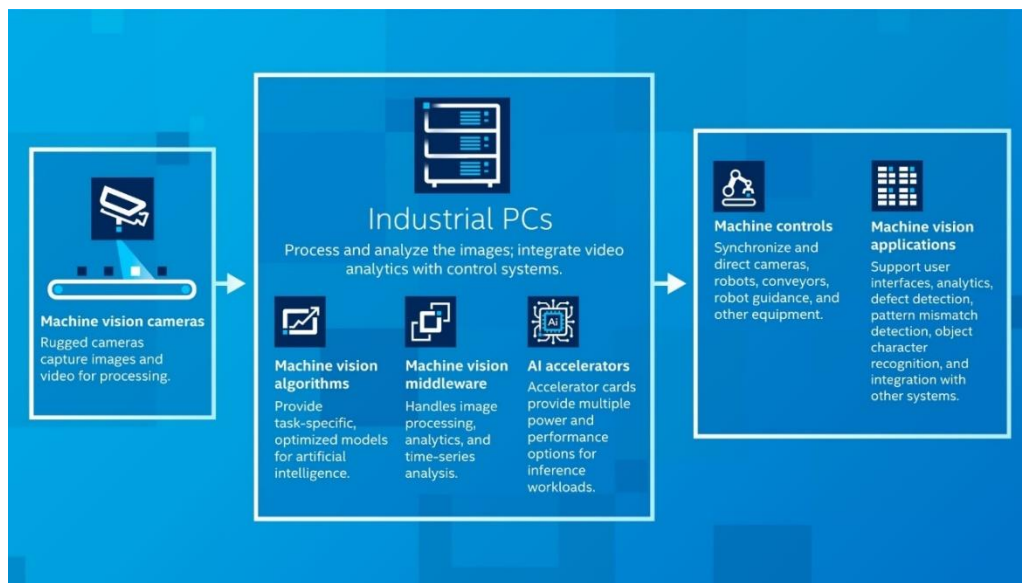 Machine vision cameras
Rugged cameras
capture images and
video for processing.
Industrial PCs
Process and analyze the images; integrate video
analytics with control systems.
Machine vision
algorithms
Provide
task-specific,
optimized models
for artificial
intelligence.
Machine vision
middleware
Handles image
processing,
analytics, and
time-series
analysis.
Ai
AI accelerators
Accelerator cards
provide multiple
power and
performance
options for
inference
workloads.
Machine controls
Synchronize and
direct cameras,
robots, conveyors,
robot guidance, and
other equipment.
Machine vision
applications
Support user
interfaces, analytics,
defect detection,
pattern mismatch
detection, object
character
recognition, and
integration with
other systems.